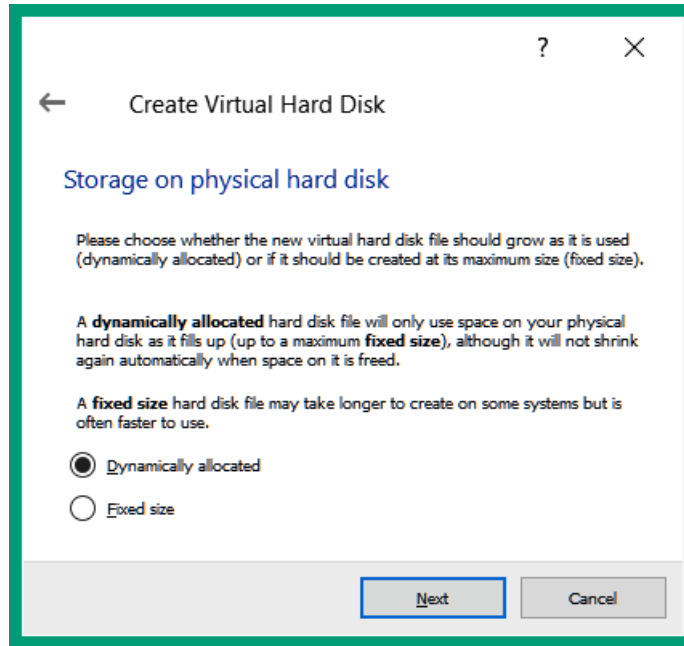 ?
Create Virtual Hard Disk
Storage on physical hard disk
Please choose whether the new virtual hard disk file should grow as it is used
(dynamically allocated) or if it should be created at its maximum size (fixed size).
A dynamically allocated hard disk file will only use space on your physical
hard disk as it fills up (up to a maximum fixed size), although it will not shrink
again automatically when space on it is freed.
A fixed size hard disk file may take longer to create on some systems but is
often faster to use.
Dynamically allocated
Fixed size
Next Cancel